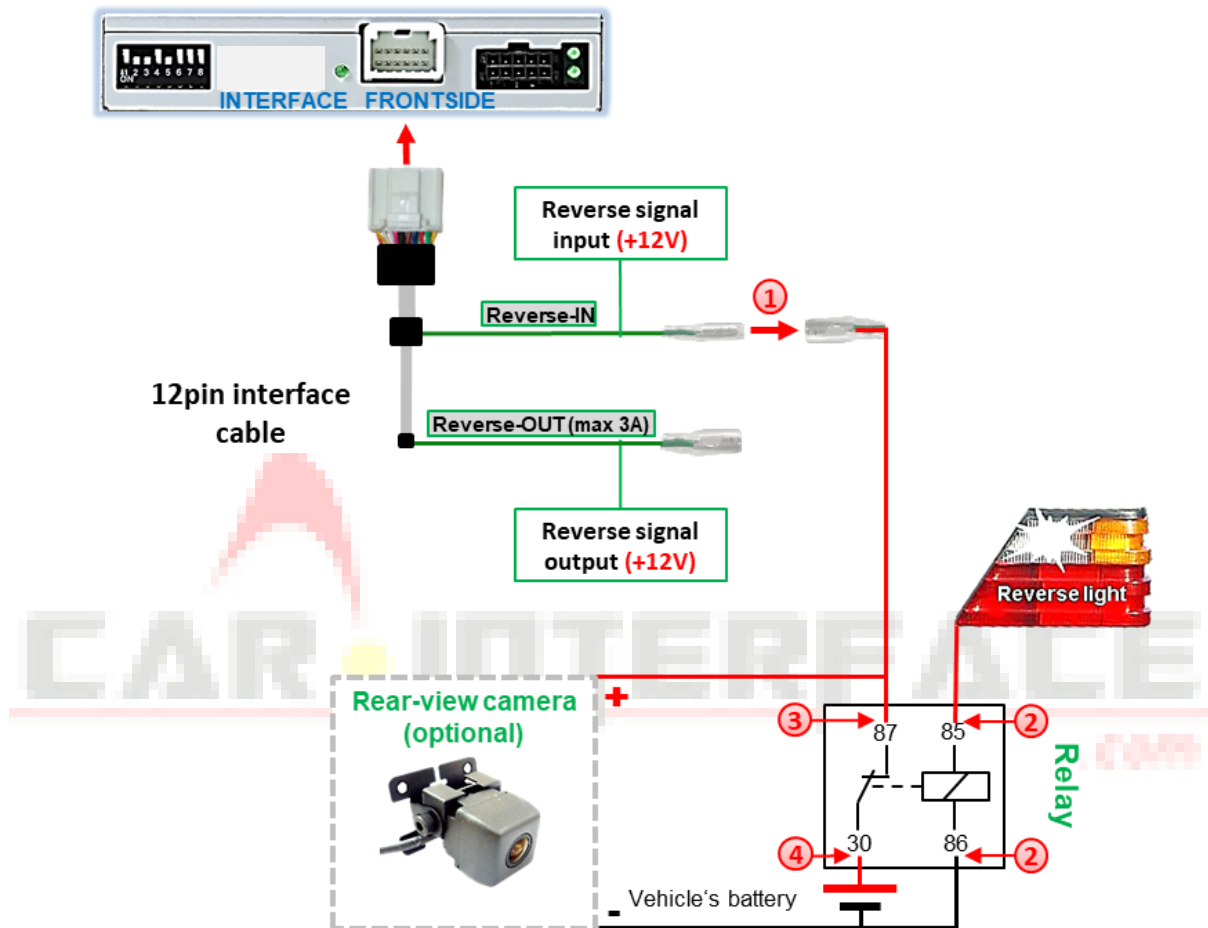 1 2 3 4 5 6 7 8
ON
INTERFACE FRONTSIDE
Reverse signal
input (+12V)
1
Reverse-IN
12pin interface
cable
Reverse-OUT (max 3A)
Reverse signal
output (+12V)
Reverse light
CAR-INTERFACE
.com
Rear-view camera
(optional)
+
3
87
85
2
Relay
4
30
86
2
-
Vehicle‘s battery